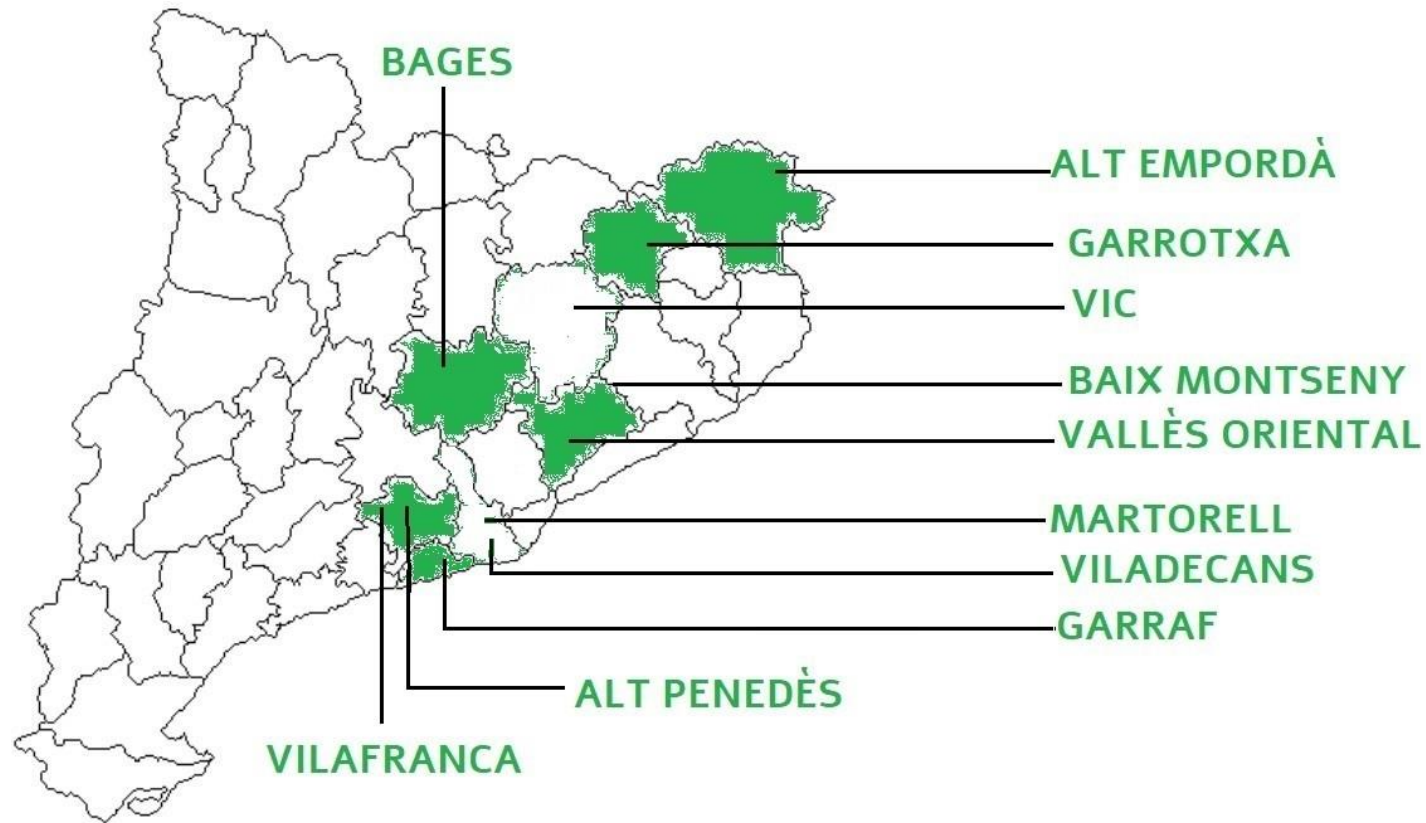 BAGES
ALT EMPORDÀ
GARROTXA
VIC
BAIX MONTSENY
VALLÈS ORIENTAL
MARTORELL
VILADECANS
GARRAF
ALT PENEDÈS
VILAFRANCA